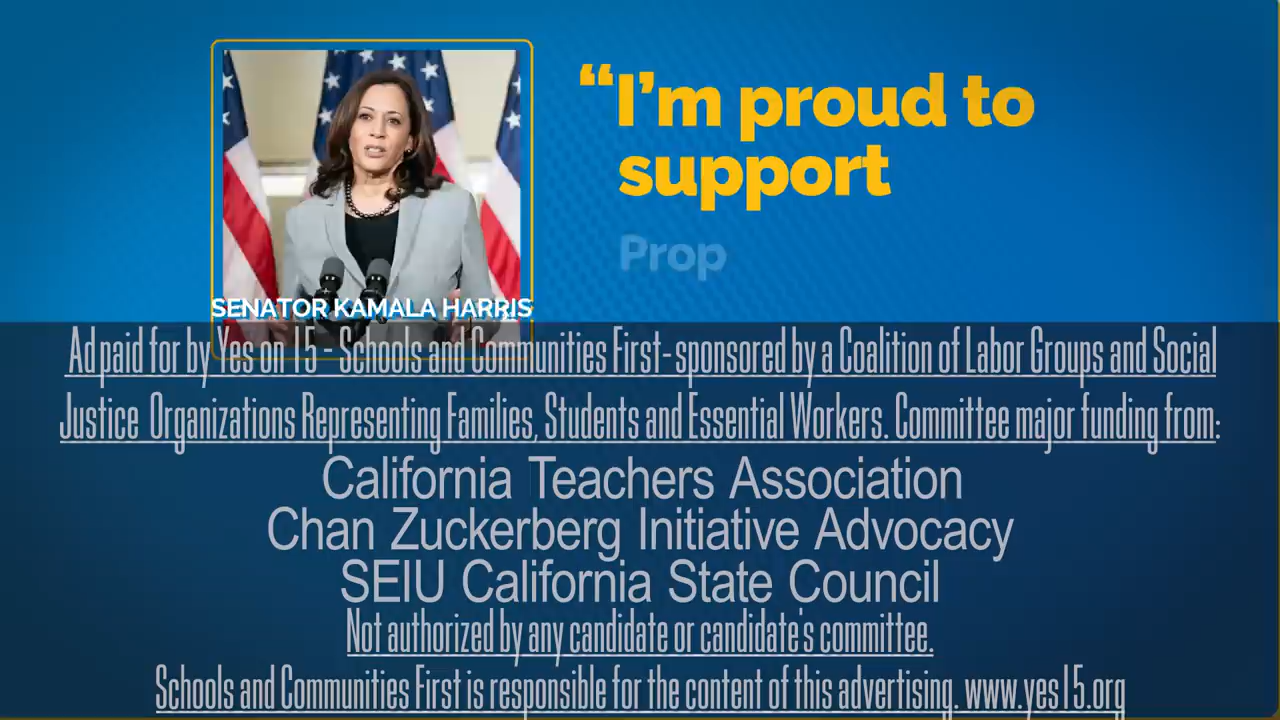 “I’m proud to
support
Prop
SENATOR KAMALA HARRIS
Ad paid for by Yes on 15 - Schools and Communities First- sponsored by a Coalition of Labor Groups and Social
Justice Organizations Representing Families, Students and Essential Workers. Committee major funding from:
California Teachers Association
Chan Zuckerberg Initiative Advocacy
SEIU California State Council
Not authorized by any candidate or candidate's committee.
Schools and Communities First is responsible for the content of this advertising. www.yes15.org